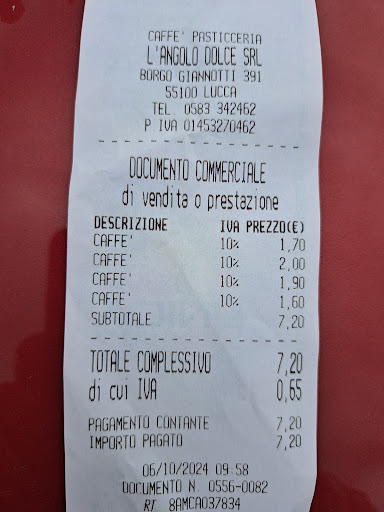 CAFFE' PASTICCERIA
L'ANGOLO DOLCE SRL
BORGO GIANNOTTI 391
55100 LUCCA
TEL. 0583 342462
P IVA 01453270462
DOCUMENTO COMMERCIALE
di vendita o prestazione
DESCRIZIONE IVA PREZZO(E)
CAFFE' 10% 1,70
CAFFE' 10% 2,00
CAFFE' 10% 1,90
CAFFE' 10% 1,60
SUBTOTALE 7,20
TOTALE COMPLESSIVO 7,20
di cui IVA 0,65
PAGAMENTO CONTANTE 7,20
IMPORTO PAGATO 7,20
06/10/2024 09:58
DOCUMENTO N. 0556-0082
RT 8AMCA037834